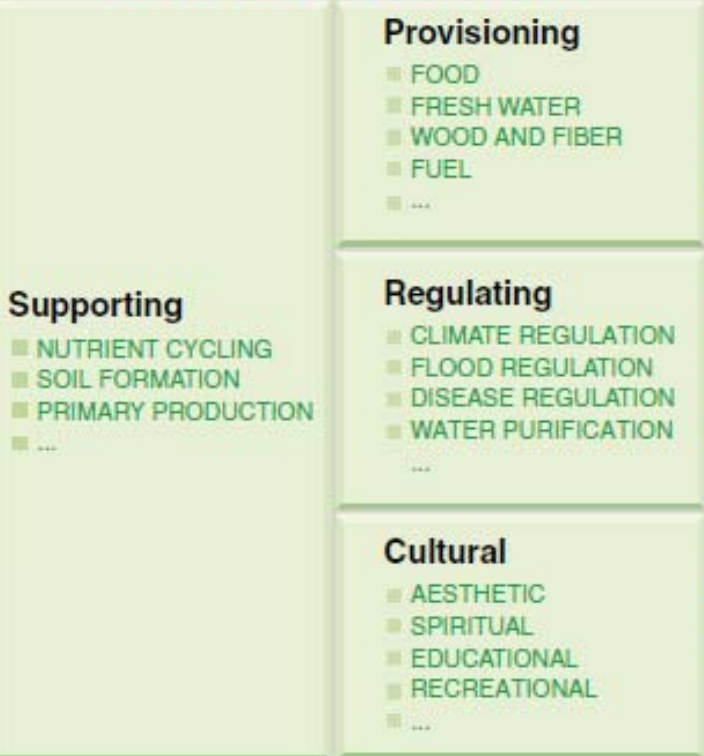 Supporting
NUTRIENT CYCLING
SOIL FORMATION
PRIMARY PRODUCTION
...
Provisioning
FOOD
FRESH WATER
WOOD AND FIBER
FUEL
...
Regulating
CLIMATE REGULATION
FLOOD REGULATION
DISEASE REGULATION
WATER PURIFICATION
...
Cultural
AESTHETIC
SPIRITUAL
EDUCATIONAL
RECREATIONAL
...